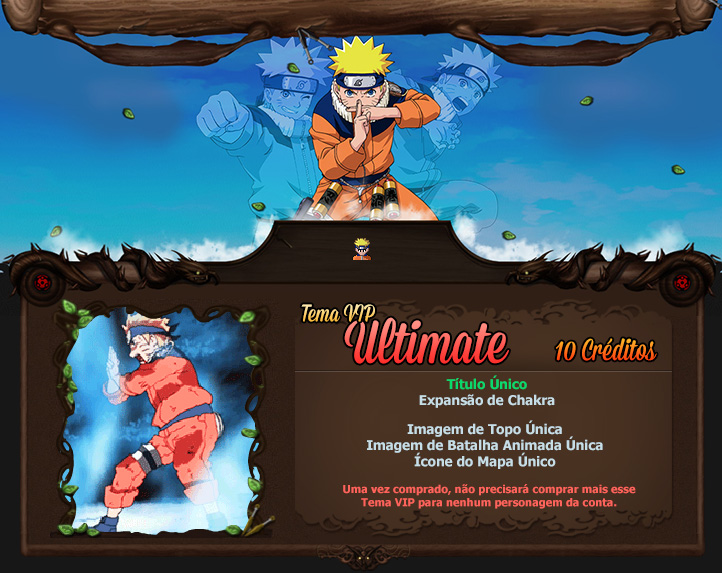 Tema VIP
Ultimate
10 Créditos
Título Único
Expansão de Chakra
Imagem de Topo Única
Imagem de Batalha Animada Única
Ícone do Mapa Único
Uma vez comprado, não precisará comprar mais esse
Tema VIP para nenhum personagem da conta.